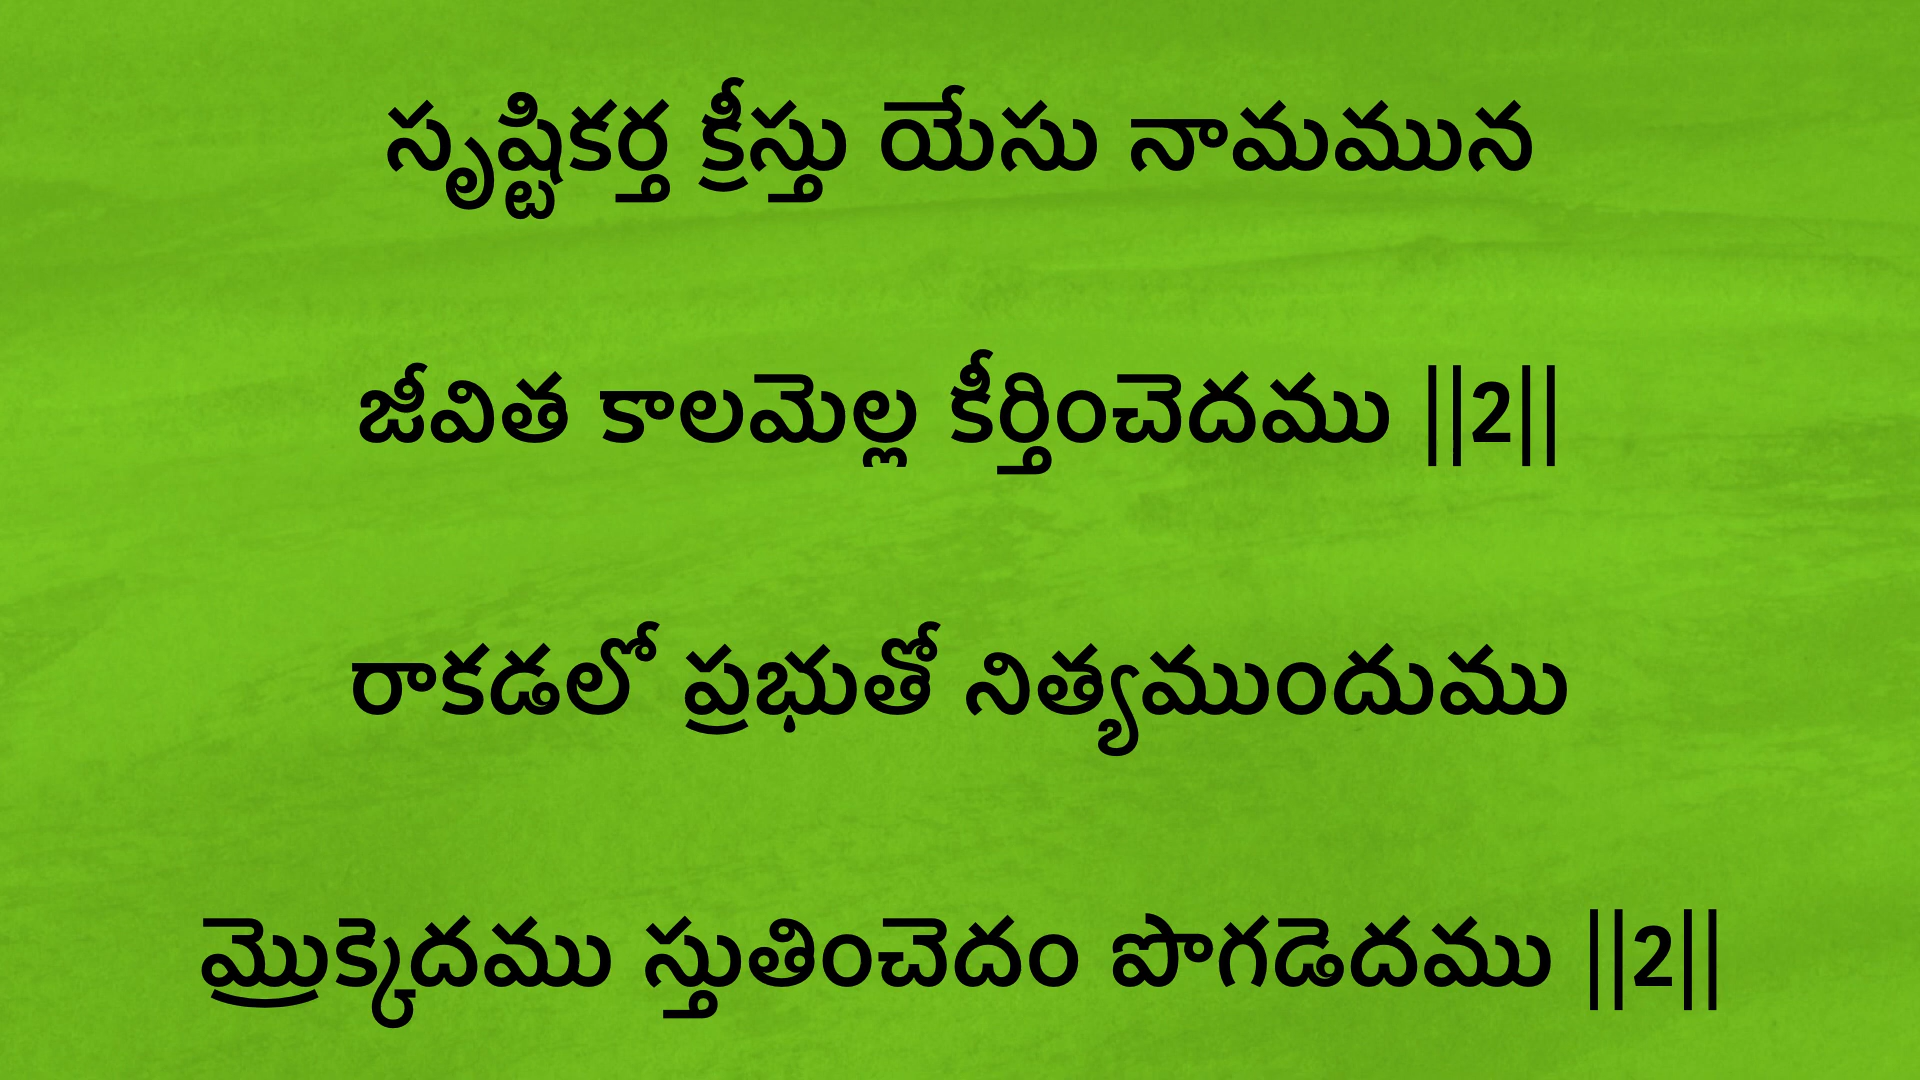 సృష్టికర్త క్రీస్తు యేసు నామమున
జీవిత కాలమెల్ల కీర్తించెదము ||2||
రాకడలో ప్రభుతో నిత్యముందుము
మ్రొక్కెదము స్తుతించెదం పొగడెదము ||2||